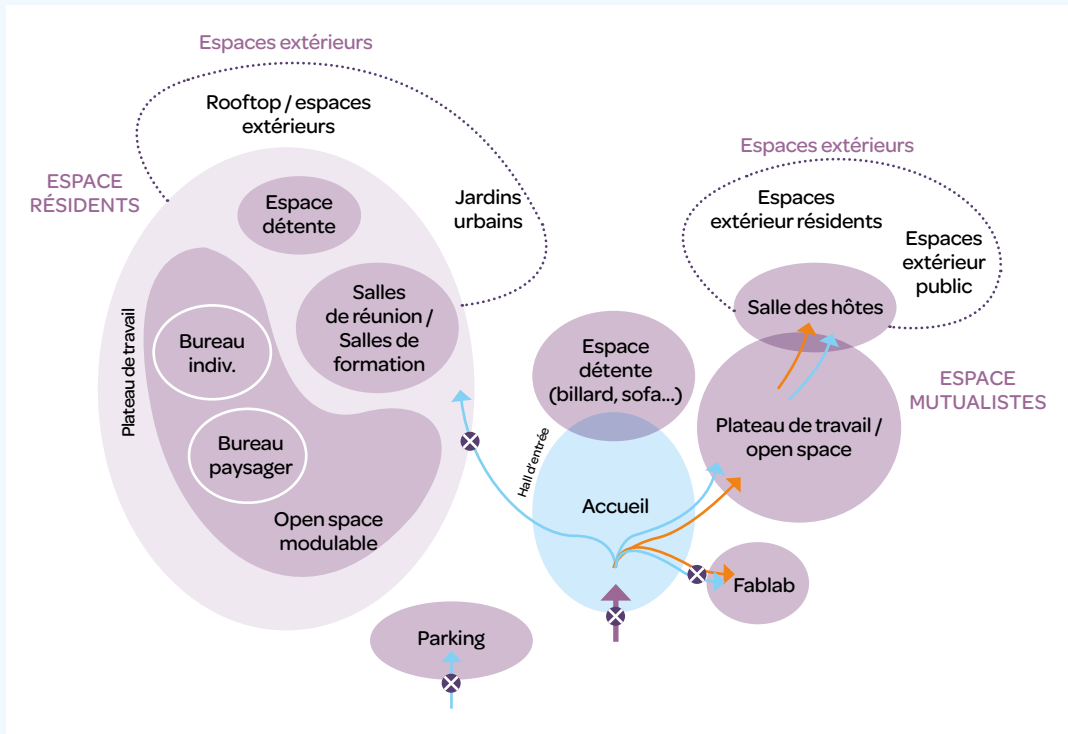 Espaces extérieurs
Rooftop / espaces
extérieurs
ESPACE
RÉSIDENTS
Espace
détente
Jardins
urbains
Salles
de réunion /
Salles de
formation
Plateau de travail
Bureau
indiv.
Bureau
paysager
Open space
modulable
Espaces extérieurs
Espaces
extérieur résidents
Espaces
extérieur
public
Salle des hôtes
ESPACE
MUTUALISTES
Plateau de travail /
open space
Espace
détente
(billard, sofa...)
Hall d'entrée
Accueil
Fablab
Parking